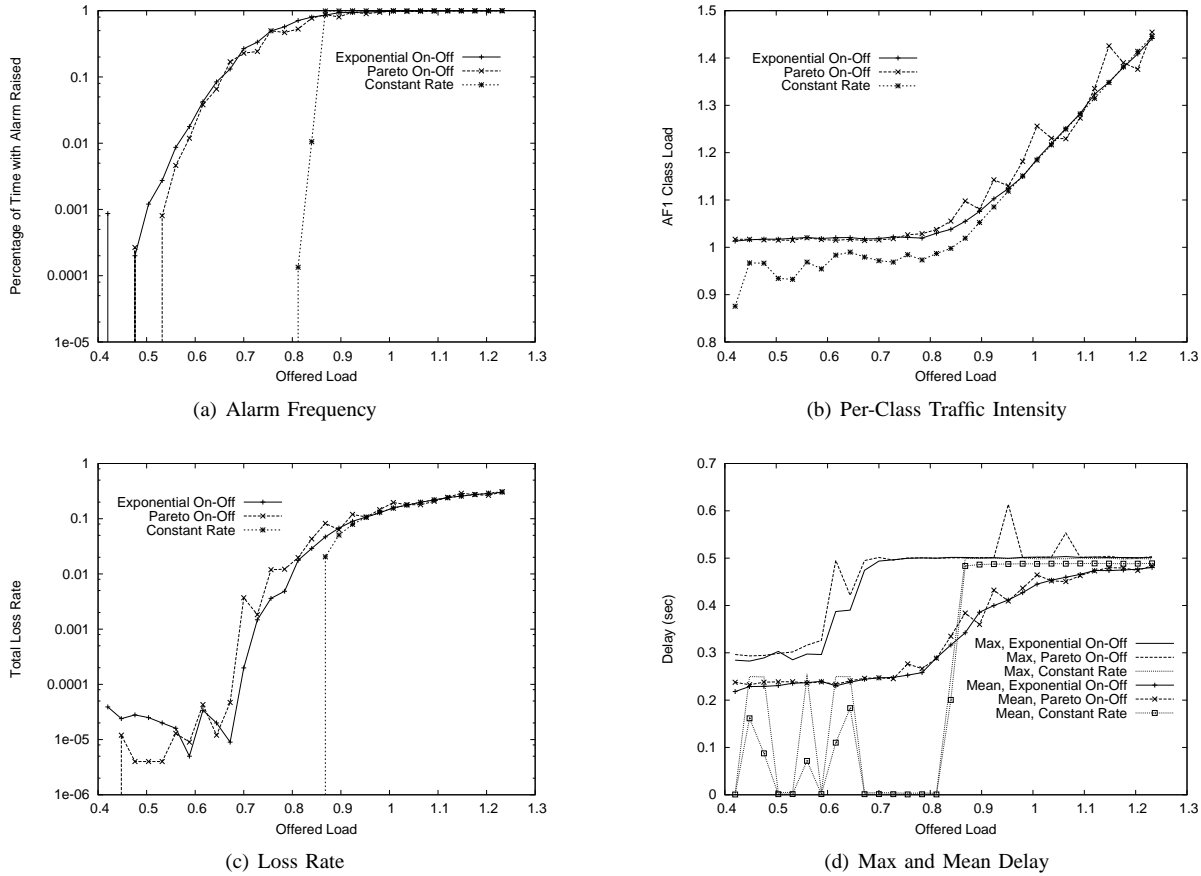 Percentage of Time with Alarm Raised
1
0.1
0.01
0.001
0.0001
1e-05
Exponential On-Off
Pareto On-Off
Constant Rate
0.4 0.5 0.6 0.7 0.8 0.9 1 1.1 1.2 1.3
Offered Load
(a) Alarm Frequency
AF1 Class Load
1.5
1.4
1.3
1.2
1.1
1
0.9
0.8
Exponential On-Off
Pareto On-Off
Constant Rate
0.4 0.5 0.6 0.7 0.8 0.9 1 1.1 1.2 1.3
Offered Load
(b) Per-Class Traffic Intensity
Total Loss Rate
1
0.1
0.01
0.001
0.0001
1e-05
1e-06
Exponential On-Off
Pareto On-Off
Constant Rate
0.4 0.5 0.6 0.7 0.8 0.9 1 1.1 1.2 1.3
Offered Load
(c) Loss Rate
Delay (sec)
0.7
0.6
0.5
0.4
0.3
0.2
0.1
0
Max, Exponential On-Off
Max, Pareto On-Off
Max, Constant Rate
Mean, Exponential On-Off
Mean, Pareto On-Off
Mean, Constant Rate
0.4 0.5 0.6 0.7 0.8 0.9 1 1.1 1.2 1.3
Offered Load
(d) Max and Mean Delay